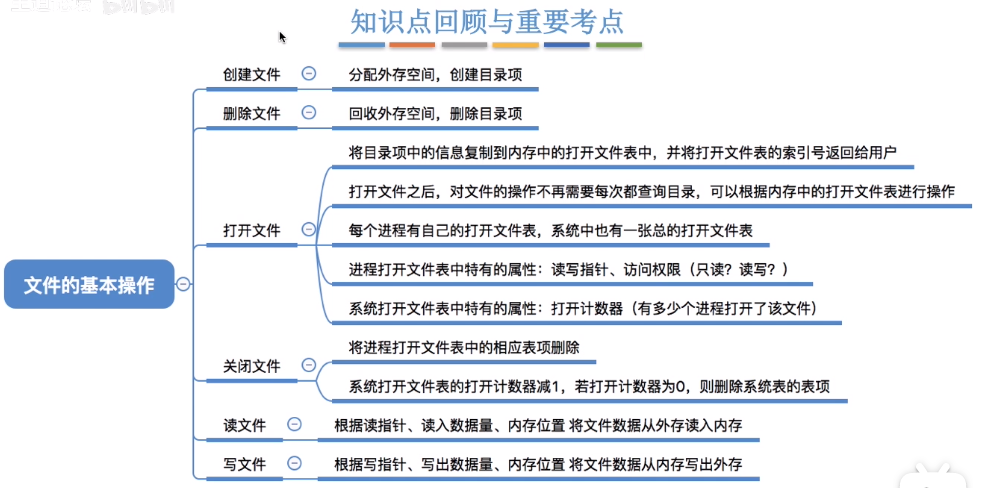 知识点回顾与重要考点
创建文件
分配外存空间，创建目录项
删除文件
回收外存空间，删除目录项
将目录项中的信息复制到内存中的打开文件表中，并将打开文件表的索引号返回给用户
打开文件之后，对文件的操作不再需要每次都查询目录，可以根据内存中的打开文件表进行操作
打开文件
每个进程有自己的打开文件表，系统中也有一张总的打开文件表
进程打开文件表中特有的属性：读写指针、访问权限（只读？读写？）
系统打开文件表中特有的属性：打开计数器（有多少个进程打开了该文件）
文件的基本操作
将进程打开文件表中的相应表项删除
关闭文件
系统打开文件表的打开计数器减1，若打开计数器为0，则删除系统表的表项
读文件
根据读指针、读入数据量、内存位置 将文件数据从外存读入内存
写文件
根据写指针、写出数据量、内存位置 将文件数据从内存写出外存